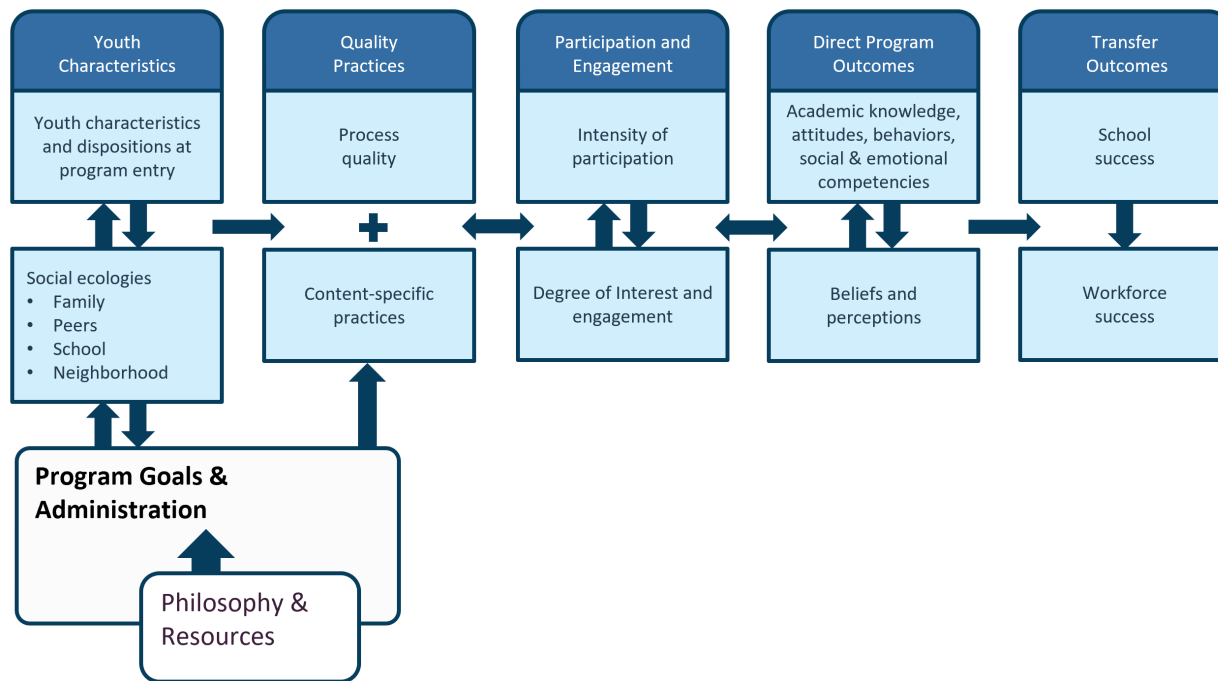 Youth
Characteristics
Youth characteristics
and dispositions at
program entry
Social ecologies
• Family
• Peers
• School
• Neighborhood
Quality
Practices
Process
quality
Content-specific
practices
Participation and
Engagement
Intensity of
participation
Degree of Interest and
engagement
Direct Program
Outcomes
Academic knowledge,
attitudes, behaviors,
social & emotional
competencies
Beliefs and
perceptions
Transfer
Outcomes
School
success
Workforce
success
Program Goals &
Administration
Philosophy &
Resources